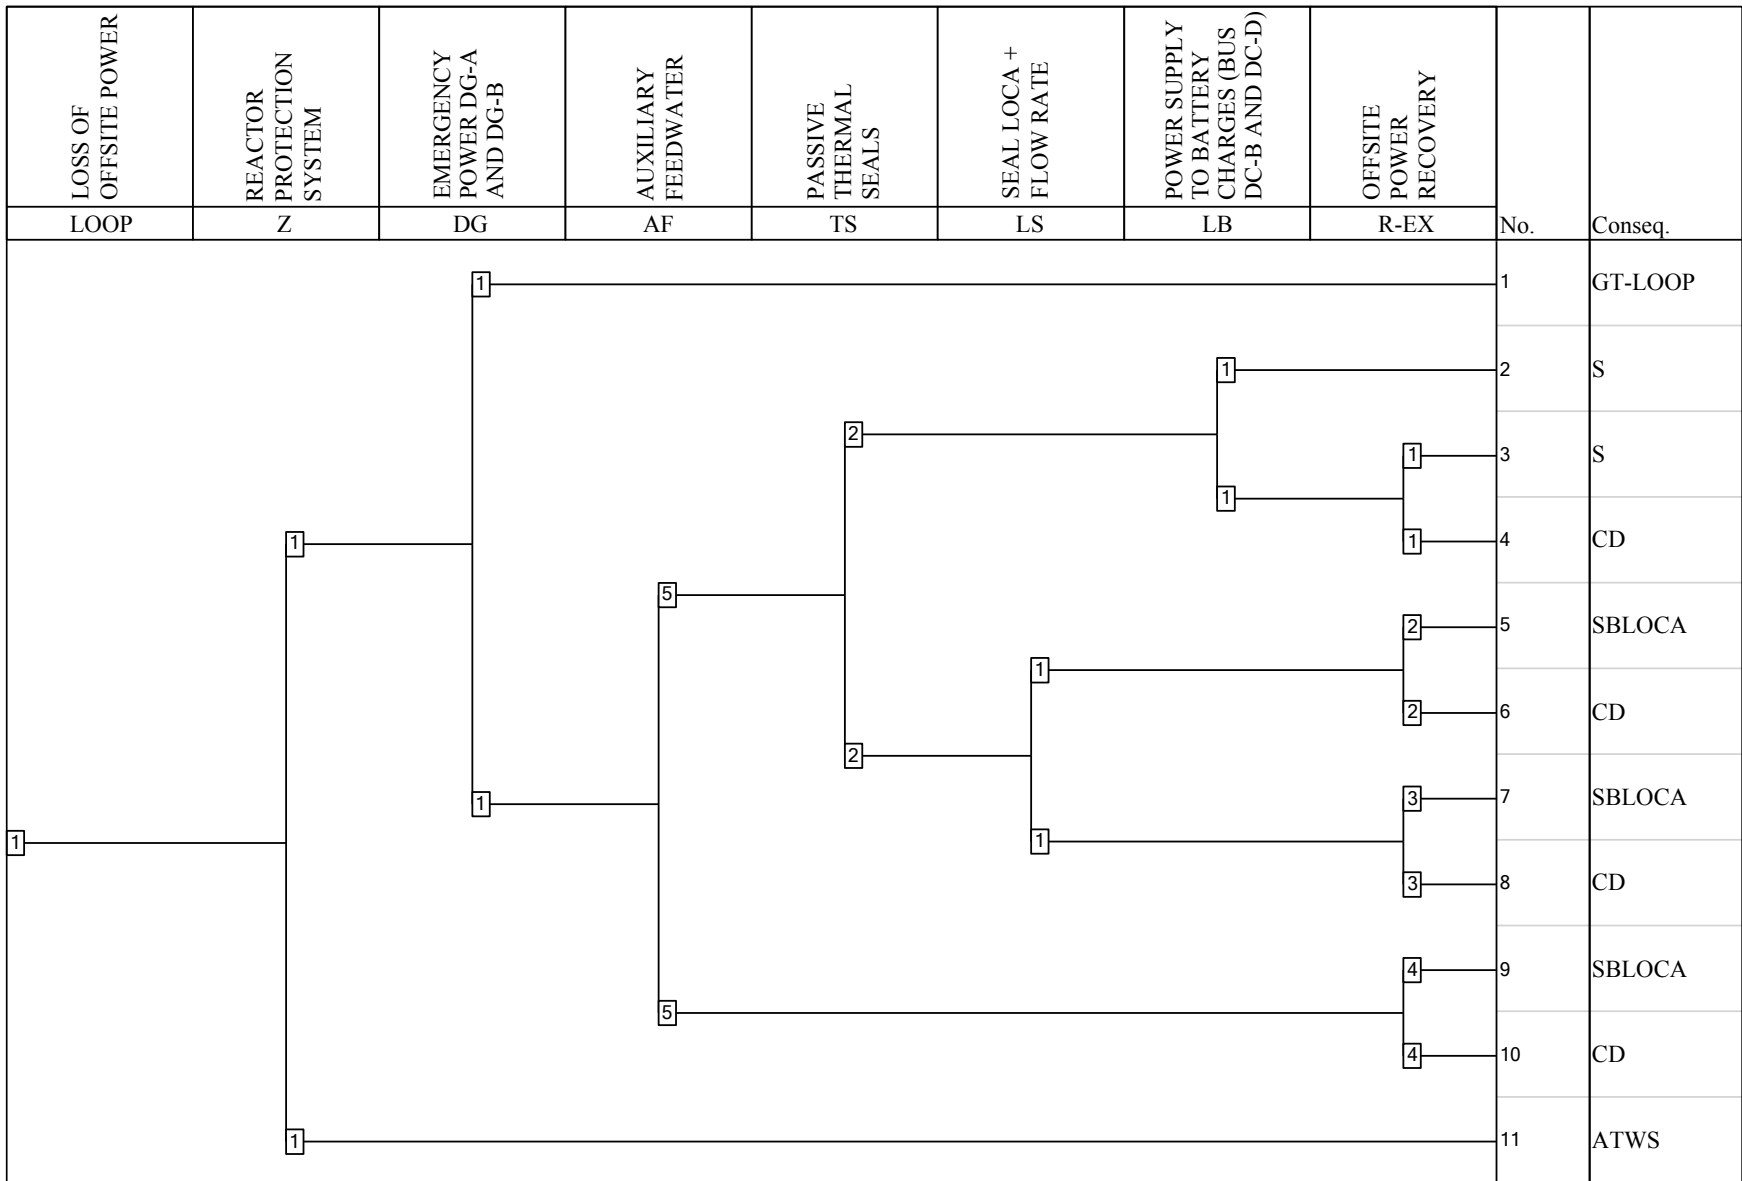 LOSS OF
OFFSITE POWER
REACTOR
PROTECTION
SYSTEM
EMERGENCY
POWER DG-A
AND DG-B
AUXILIARY
FEEDWATER
PASSIVE
THERMAL
SEALS
SEAL LOCA +
FLOW RATE
POWER SUPPLY
TO BATTERY
CHARGES (BUS
DC-B AND DC-D)
OFFSITE
POWER
RECOVERY
LOOP Z DG AF TS LS LB R-EX No. Conseq.
1 1 GT-LOOP
1 2 S
2
1 3 S
1
1 1 4 CD
5
2 5 SBLOCA
1
2 6 CD
2
1 3 7 SBLOCA
1 1
3 8 CD
4 9 SBLOCA
5
4 10 CD
1 11 ATWS